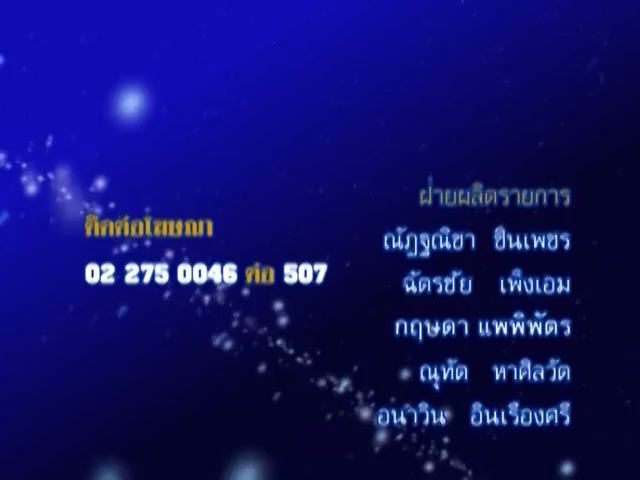 ติดต่อโฆษณา
02 275 0046 ต่อ 507
ฝ่ายผลิตรายการ
ณัฏฐณิชา ชินเพชร
ฉัตรชัย เพ็งเอม
กฤษดา แพพิพัตร
ณุทัต หาศิลวัต
อนาวิน อินเรืองศรี